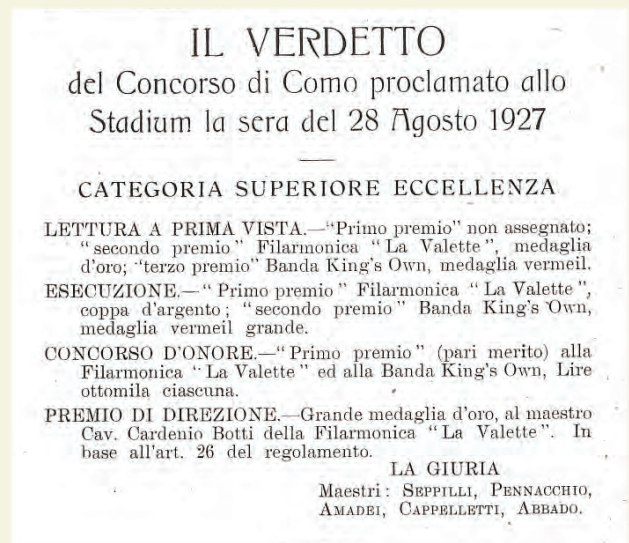 IL VERDETTO
del Concorso di Como proclamato allo
Stadium la sera del 28 Agosto 1927
CATEGORIA SUPERIORE ECCELLENZA
LETTURA A PRIMA VISTA.—"Primo premio" non assegnato;
"secondo premio" Filarmonica "La Valette", medaglia
d'oro; "terzo premio" Banda King's Own, medaglia vermeil.
ESECUZIONE.—"Primo premio" Filarmonica "La Valette",
coppa d'argento; "secondo premio" Banda King's Own,
medaglia vermeil grande.
CONCORSO D'ONORE.—"Primo premio" (pari merito) alla
Filarmonica "La Valette" ed alla Banda King's Own, Lire
ottomila ciascuna.
PREMIO DI DIREZIONE.—Grande medaglia d'oro, al maestro
Cav. Cardenio Botti della Filarmonica "La Valette". In
base all'art. 26 del regolamento.
LA GIURIA
Maestri: SEPPILLI, PENNACCHIO,
AMADEI, CAPPELLETTI, ABBADO.